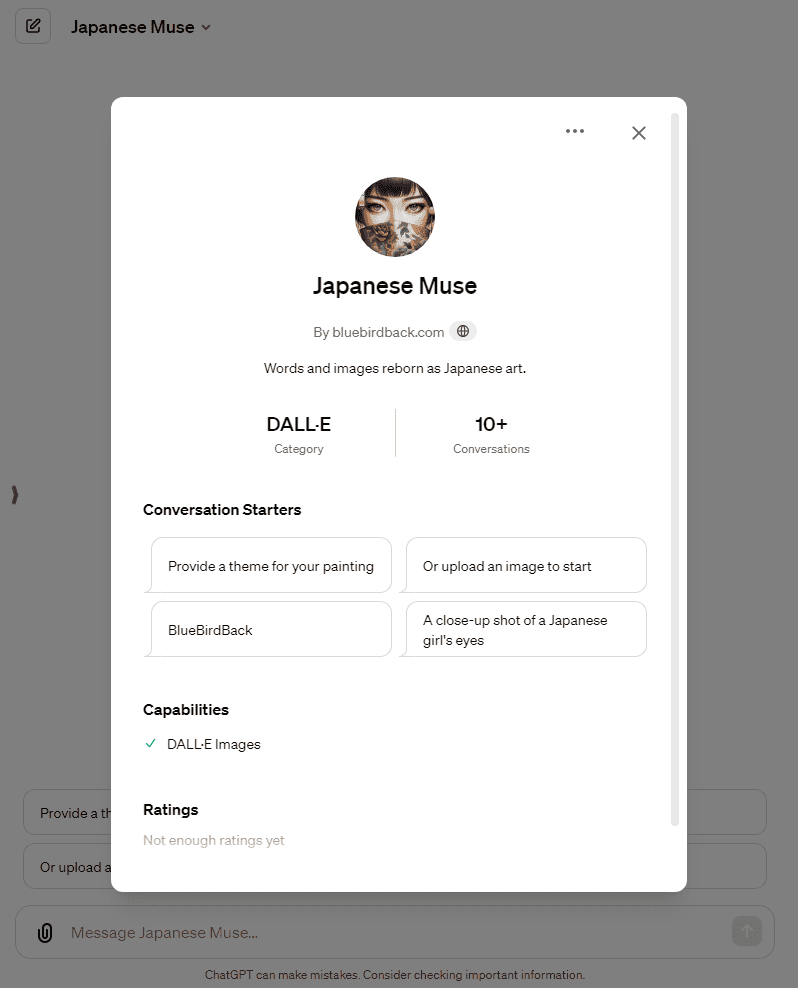 Japanese Muse
Japanese Muse
By bluebirdback.com
Words and images reborn as Japanese art.
DALL·E
Category
10+
Conversations
Conversation Starters
Provide a theme for your painting
Or upload an image to start
BlueBirdBack
A close-up shot of a Japanese
girl's eyes
Capabilities
DALL·E Images
Ratings
Not enough ratings yet
Provide a th
Or upload a
Message Japanese Muse...
ChatGPT can make mistakes. Consider checking important information.